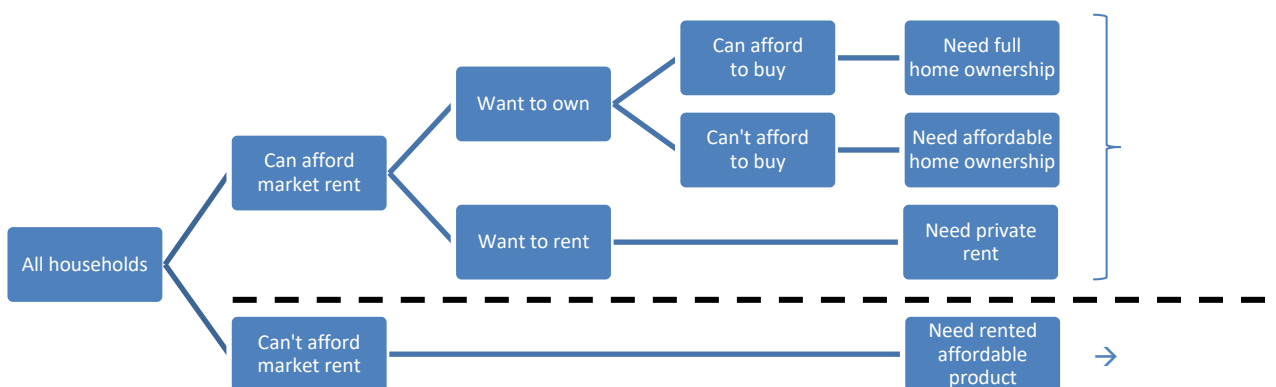 Can afford
to buy
Need full
home ownership
Want to own
Can't afford
to buy
Need affordable
home ownership
Can afford
market rent
Want to rent
Need private
rent
All households
Can't afford
market rent
Need rented
affordable
product